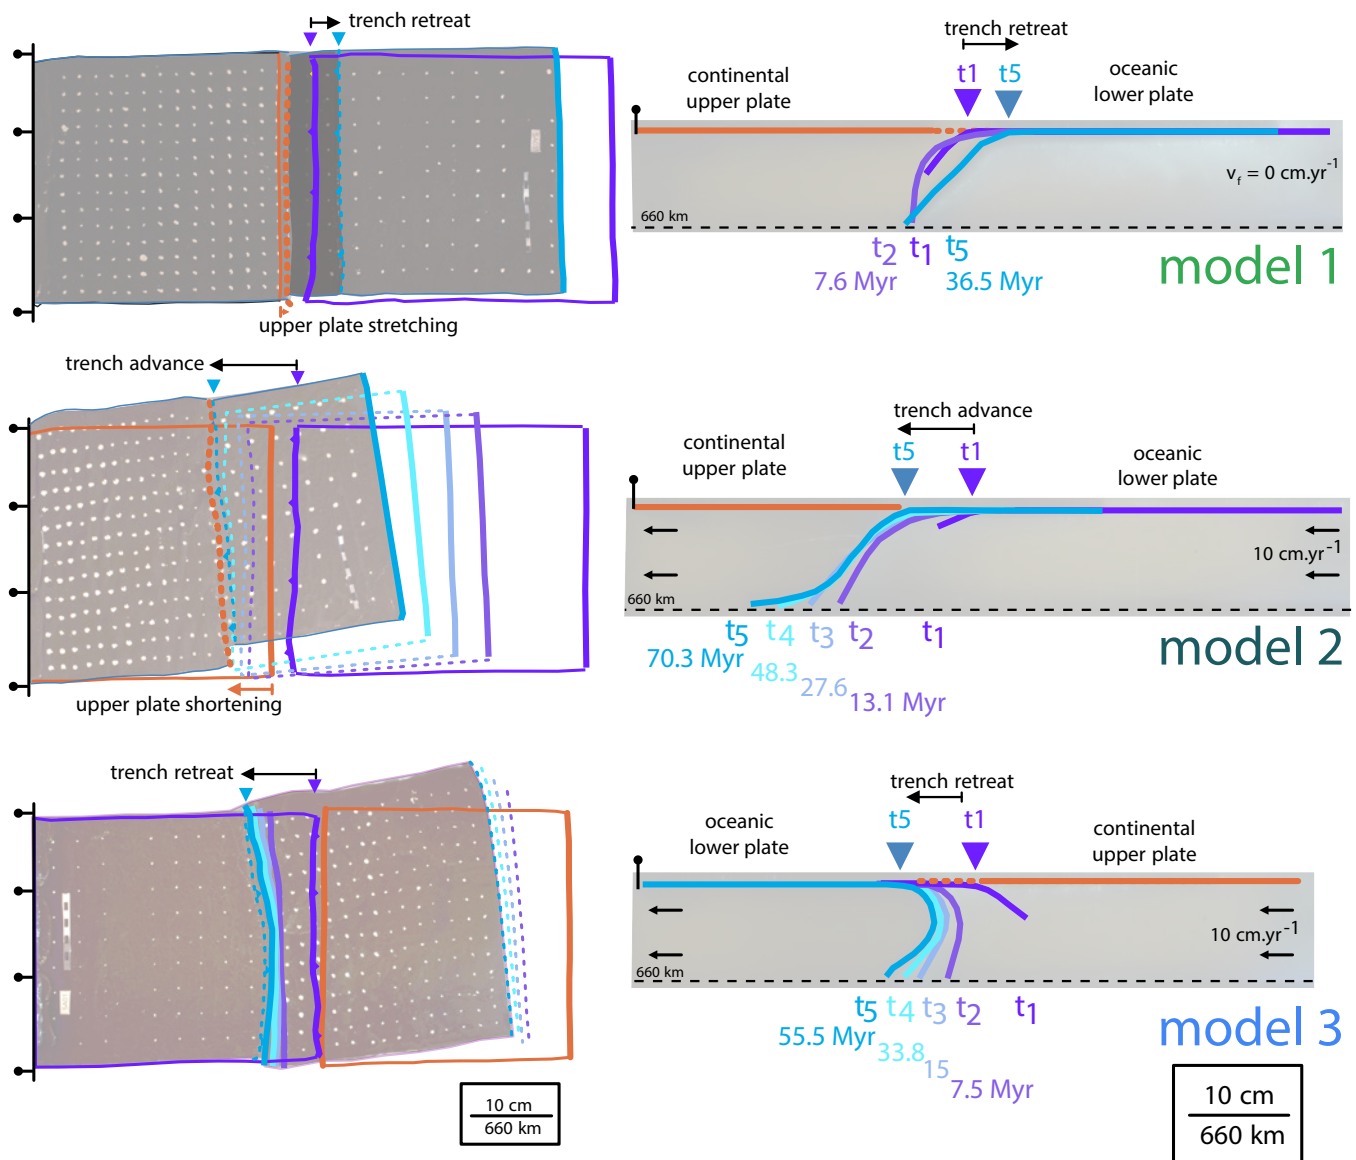 trench retreat
upper plate stretching
trench retreat
continental
upper plate
t1
t5
oceanic
lower plate
v_f = 0 cm.yr⁻¹
660 km
t₂ t₁ t₅
7.6 Myr
36.5 Myr
model 1
trench advance
upper plate shortening
trench advance
continental
upper plate
t5
t1
oceanic
lower plate
10 cm.yr⁻¹
660 km
t₅ t₄ t₃ t₂ t₁
70.3 Myr
48.3
27.6
13.1 Myr
model 2
trench retreat
trench retreat
oceanic
lower plate
t5
t1
continental
upper plate
10 cm.yr⁻¹
660 km
t₅ t₄ t₃ t₂ t₁
55.5 Myr
33.8
15
7.5 Myr
model 3
10 cm
660 km
10 cm
660 km